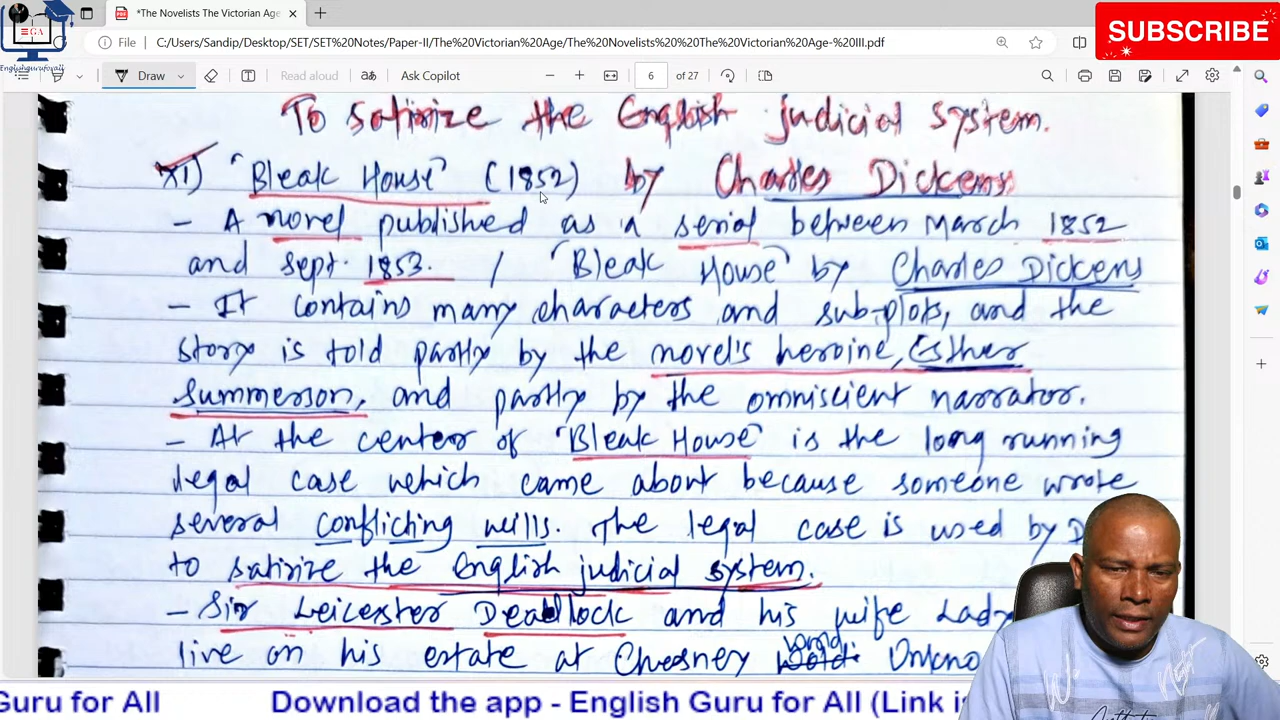 *The Novelists The Victorian Age
SUBSCRIBE
EGA
Englishguruforall
File
C:/Users/Sandip/Desktop/SET/SET%20Notes/Paper-II/The%20Victorian%20Age/The%20Novelists%20%20The%20Victorian%20Age-%20III.pdf
Draw
Read aloud
Ask Copilot
6 of 27
To satirize the English judicial system.
XI) "Bleak House" (1852) by Charles Dickens
- A novel published as a serial between March 1852
and Sept. 1853. / "Bleak House" by Charles Dickens
- It contains many characters and sub-plots, and the
story is told partly by the novel's heroine, Esther
Summerson, and partly by the omniscient narrator.
- At the center of "Bleak House" is the long running
legal case which came about because someone wrote
several conflicting wills. The legal case is used by D
to satirize the English judicial system.
- Sir Leicester Deadlock and his wife Lady
live on his estate at Chesney World. Unkno
Guru for All
Download the app - English Guru for All (Link i